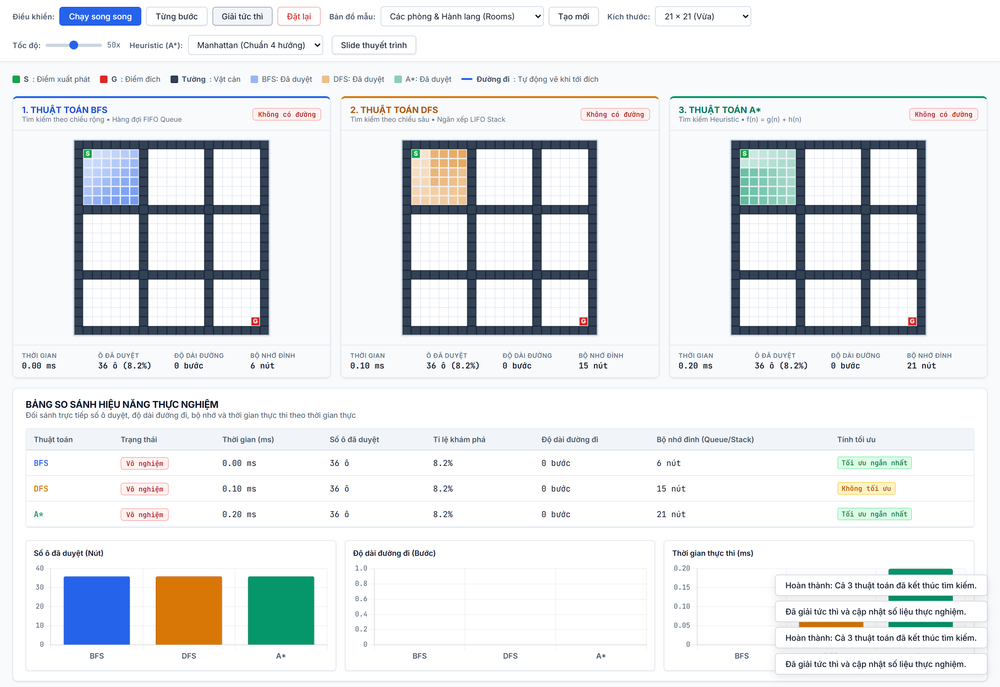 Điều khiển: Chạy song song Từng bước Giải tức thì Đặt lại Bản đồ mẫu: Các phòng & Hành lang (Rooms) Tạo mới Kích thước: 21 × 21 (Vừa)
Tốc độ: 50x Heuristic (A*): Manhattan (Chuẩn 4 hướng) Slide thuyết trình
S : Điểm xuất phát G : Điểm đích Tường : Vật cản BFS: Đã duyệt DFS: Đã duyệt A*: Đã duyệt Đường đi : Tự động vẽ khi tới đích
1. THUẬT TOÁN BFS
Tìm kiếm theo chiều rộng • Hàng đợi FIFO Queue
Không có đường
S
G
THỜI GIAN Ô ĐÃ DUYỆT ĐỘ DÀI ĐƯỜNG BỘ NHỚ ĐỈNH
0.00 ms 36 ô (8.2%) 0 bước 6 nút
2. THUẬT TOÁN DFS
Tìm kiếm theo chiều sâu • Ngăn xếp LIFO Stack
Không có đường
S
G
THỜI GIAN Ô ĐÃ DUYỆT ĐỘ DÀI ĐƯỜNG BỘ NHỚ ĐỈNH
0.10 ms 36 ô (8.2%) 0 bước 15 nút
3. THUẬT TOÁN A*
Tìm kiếm Heuristic • f(n) = g(n) + h(n)
Không có đường
S
G
THỜI GIAN Ô ĐÃ DUYỆT ĐỘ DÀI ĐƯỜNG BỘ NHỚ ĐỈNH
0.20 ms 36 ô (8.2%) 0 bước 21 nút
BẢNG SO SÁNH HIỆU NĂNG THỰC NGHIỆM
Đối sánh trực tiếp số ô duyệt, độ dài đường đi, bộ nhớ và thời gian thực thi theo thời gian thực
Thuật toán Trạng thái Thời gian (ms) Số ô đã duyệt Tỉ lệ khám phá Độ dài đường đi Bộ nhớ đỉnh (Queue/Stack) Tính tối ưu
BFS Vô nghiệm 0.00 ms 36 ô 8.2% 0 bước 6 nút Tối ưu ngắn nhất
DFS Vô nghiệm 0.10 ms 36 ô 8.2% 0 bước 15 nút Không tối ưu
A* Vô nghiệm 0.20 ms 36 ô 8.2% 0 bước 21 nút Tối ưu ngắn nhất
Số ô đã duyệt (Nút)
40
30
20
10
0
BFS DFS A*
Độ dài đường đi (Bước)
1.0
0.8
0.6
0.4
0.2
0
BFS DFS A*
Thời gian thực thi (ms)
0.20
0.15
0.10
0.05
0
BFS
Hoàn thành: Cả 3 thuật toán đã kết thúc tìm kiếm.
Đã giải tức thì và cập nhật số liệu thực nghiệm.
Hoàn thành: Cả 3 thuật toán đã kết thúc tìm kiếm.
Đã giải tức thì và cập nhật số liệu thực nghiệm.